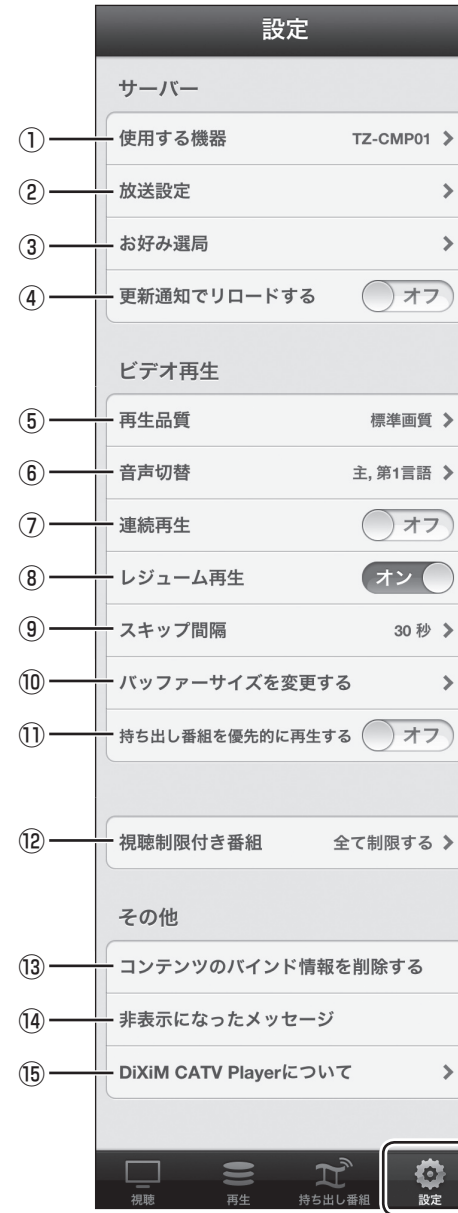 設定
サーバー
① 使用する機器 TZ-CMP01
② 放送設定
③ お好み選局
④ 更新通知でリロードする オフ
ビデオ再生
⑤ 再生品質 標準画質
⑥ 音声切替 主, 第1言語
⑦ 連続再生 オフ
⑧ レジューム再生 オン
⑨ スキップ間隔 30 秒
⑩ バッファーサイズを変更する
⑪ 持ち出し番組を優先的に再生する オフ
⑫ 視聴制限付き番組 全て制限する
その他
⑬ コンテンツのバインド情報を削除する
⑭ 非表示になったメッセージ
⑮ DiXiM CATV Playerについて
視聴 再生 持ち出し番組 設定